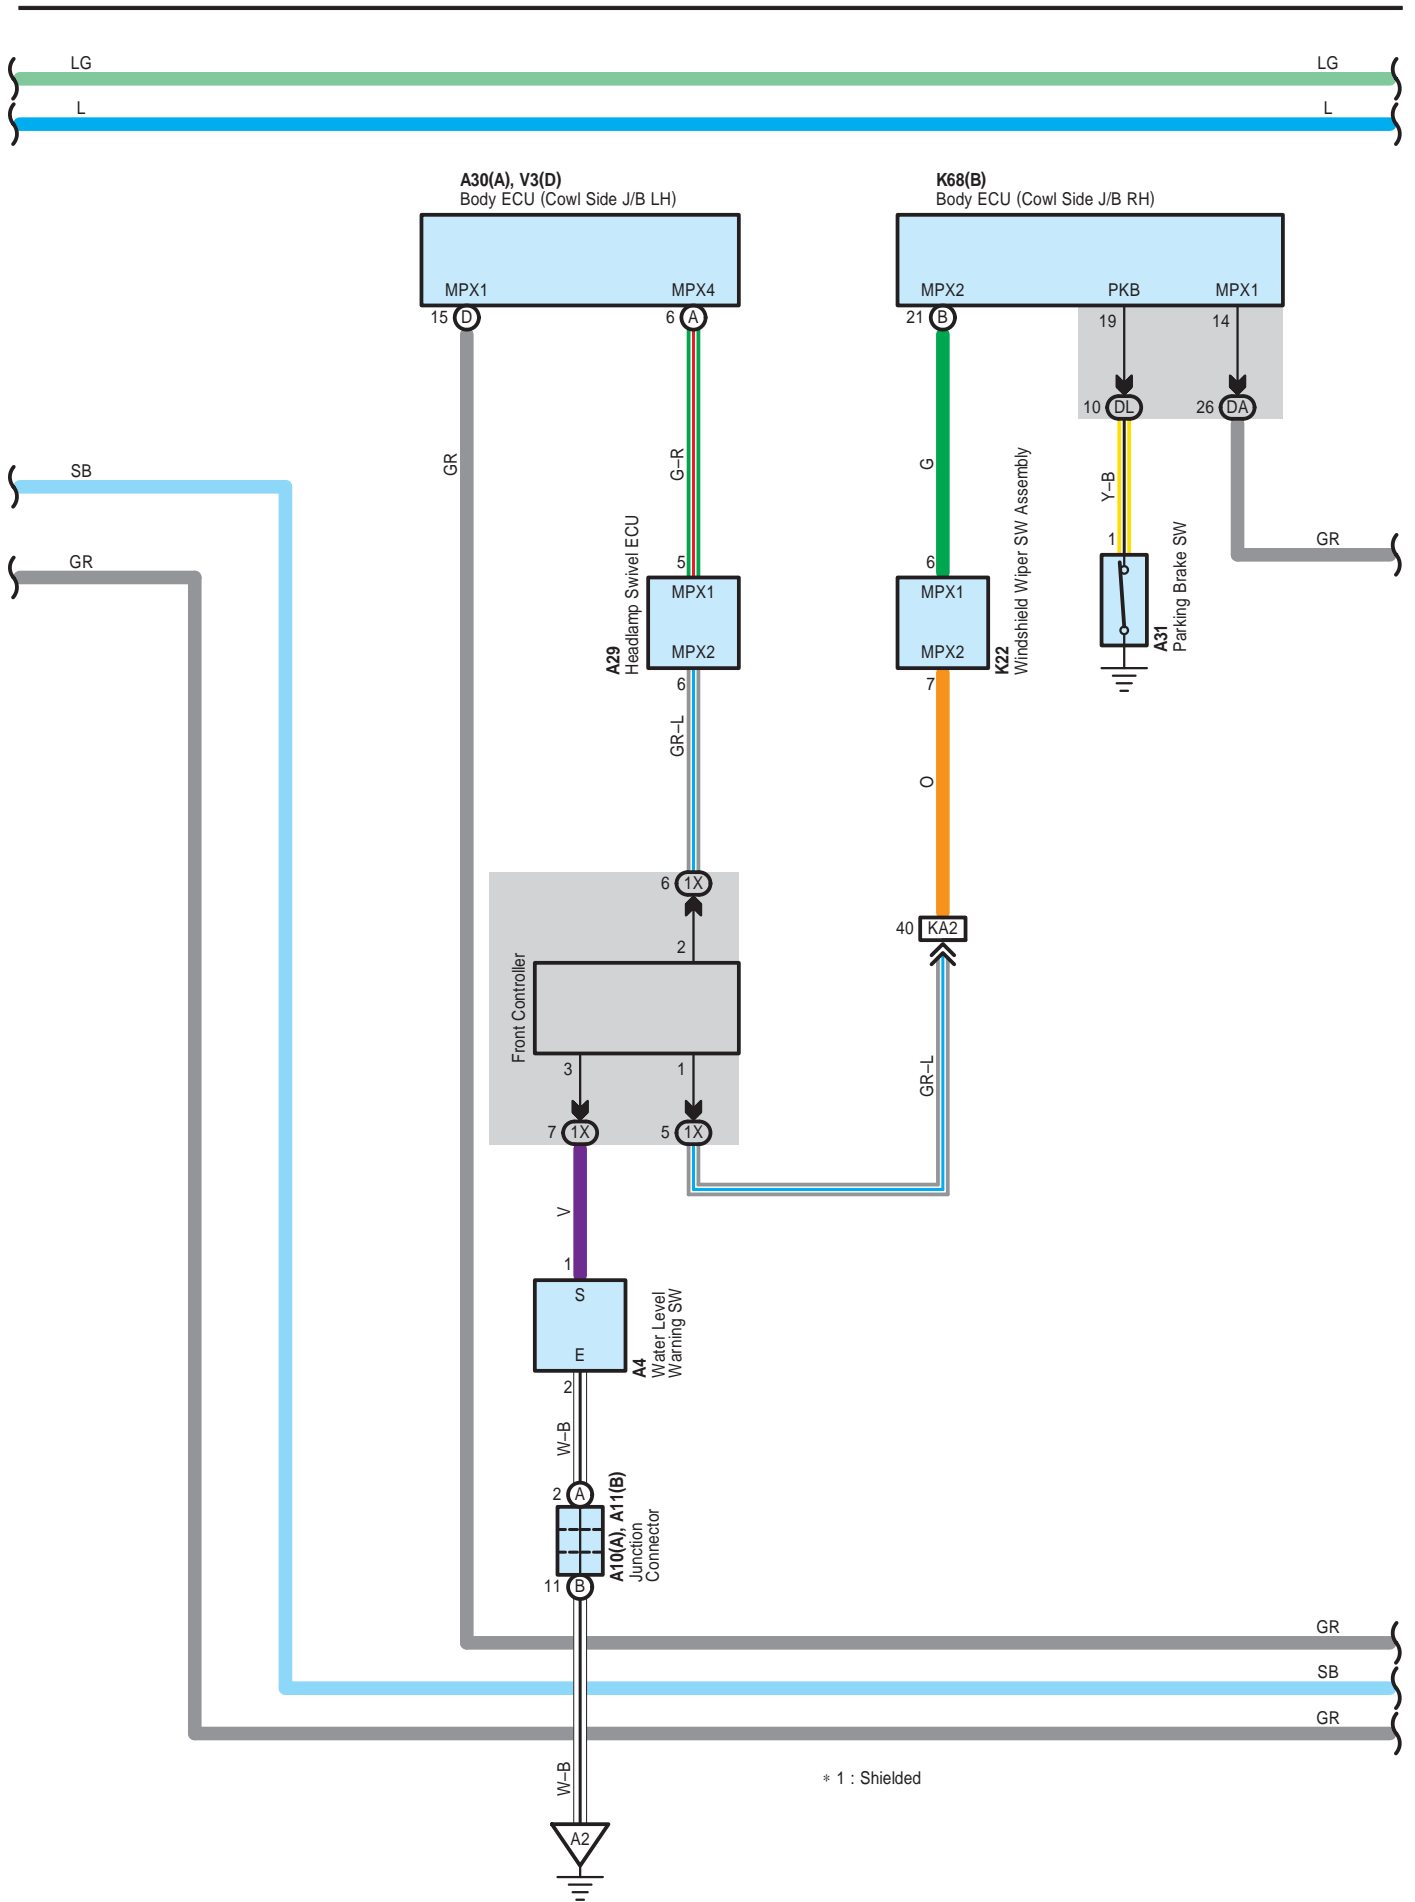 LG LG
L L
A30(A), V3(D)
Body ECU (Cowl Side J/B LH)
K68(B)
Body ECU (Cowl Side J/B RH)
MPX1 MPX4
MPX2 PKB MPX1
15 D 6 A
21 B 19 14
10 DL 26 DA
GR
G–R
G
Y–B
SB
GR
GR
5
6
1
MPX1
MPX2
A29
Headlamp Swivel ECU
MPX1
MPX2
K22
Windshield Wiper SW Assembly
A31
Parking Brake SW
6
7
GR–L
O
6 1X
2
40 KA2
Front Controller
3 1
7 1X 5 1X
GR–L
V
1
S
E
A4
Water Level
Warning SW
2
W–B
2 A
A10(A), A11(B)
Junction
Connector
11 B
GR
SB
GR
W–B
* 1 : Shielded
A2